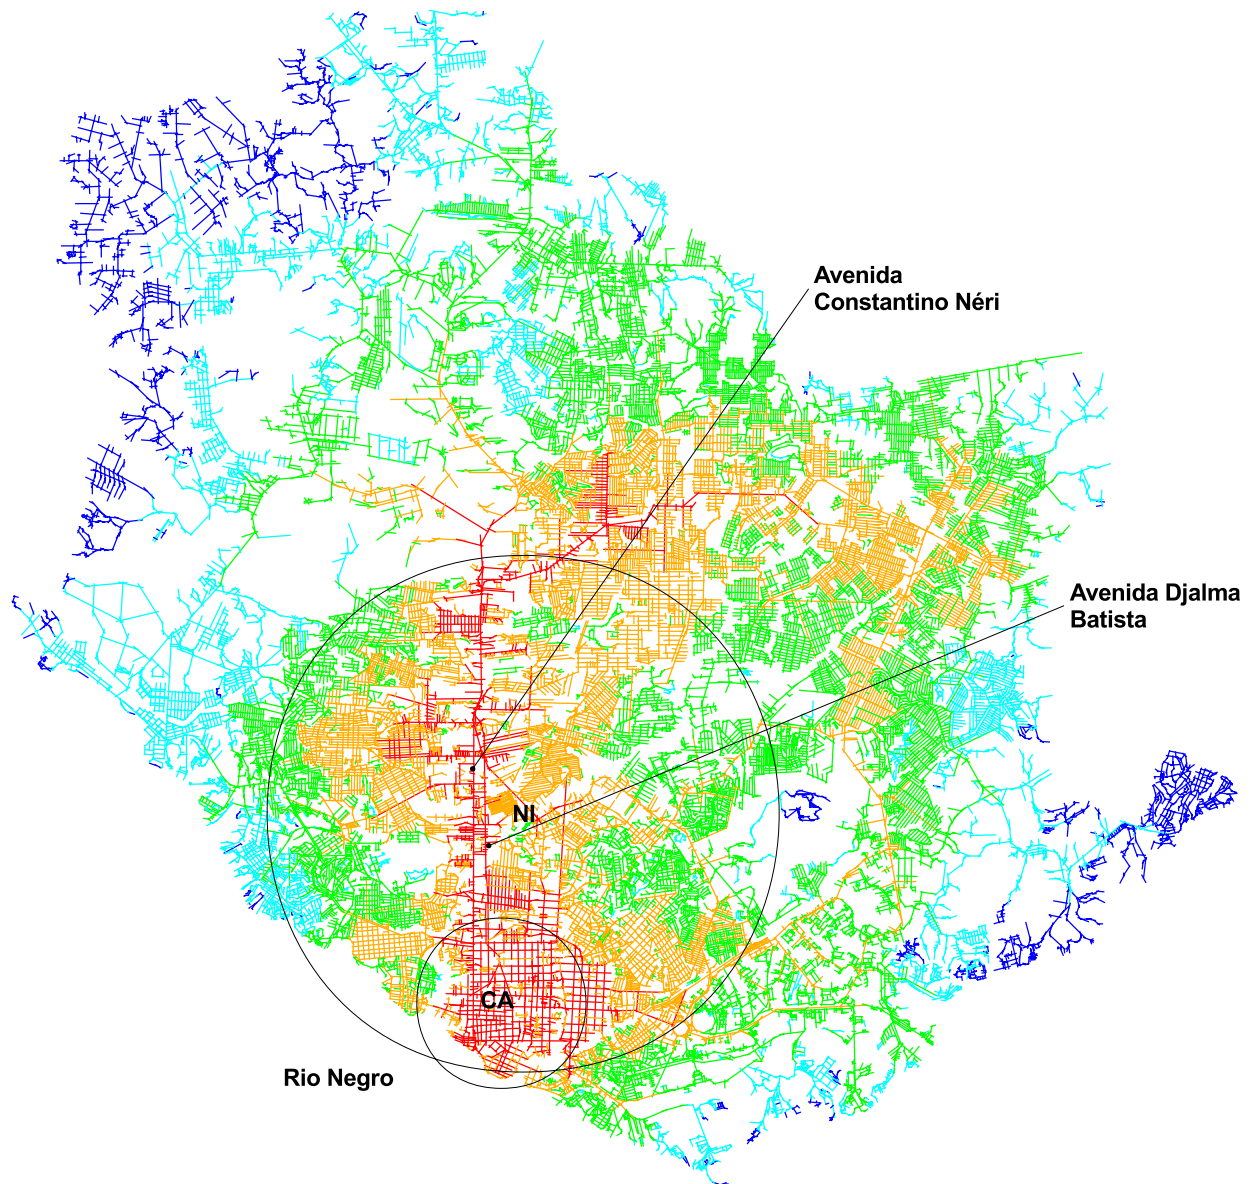 Avenida
Constantino Néri
Avenida Djalma
Batista
NI
CA
Rio Negro